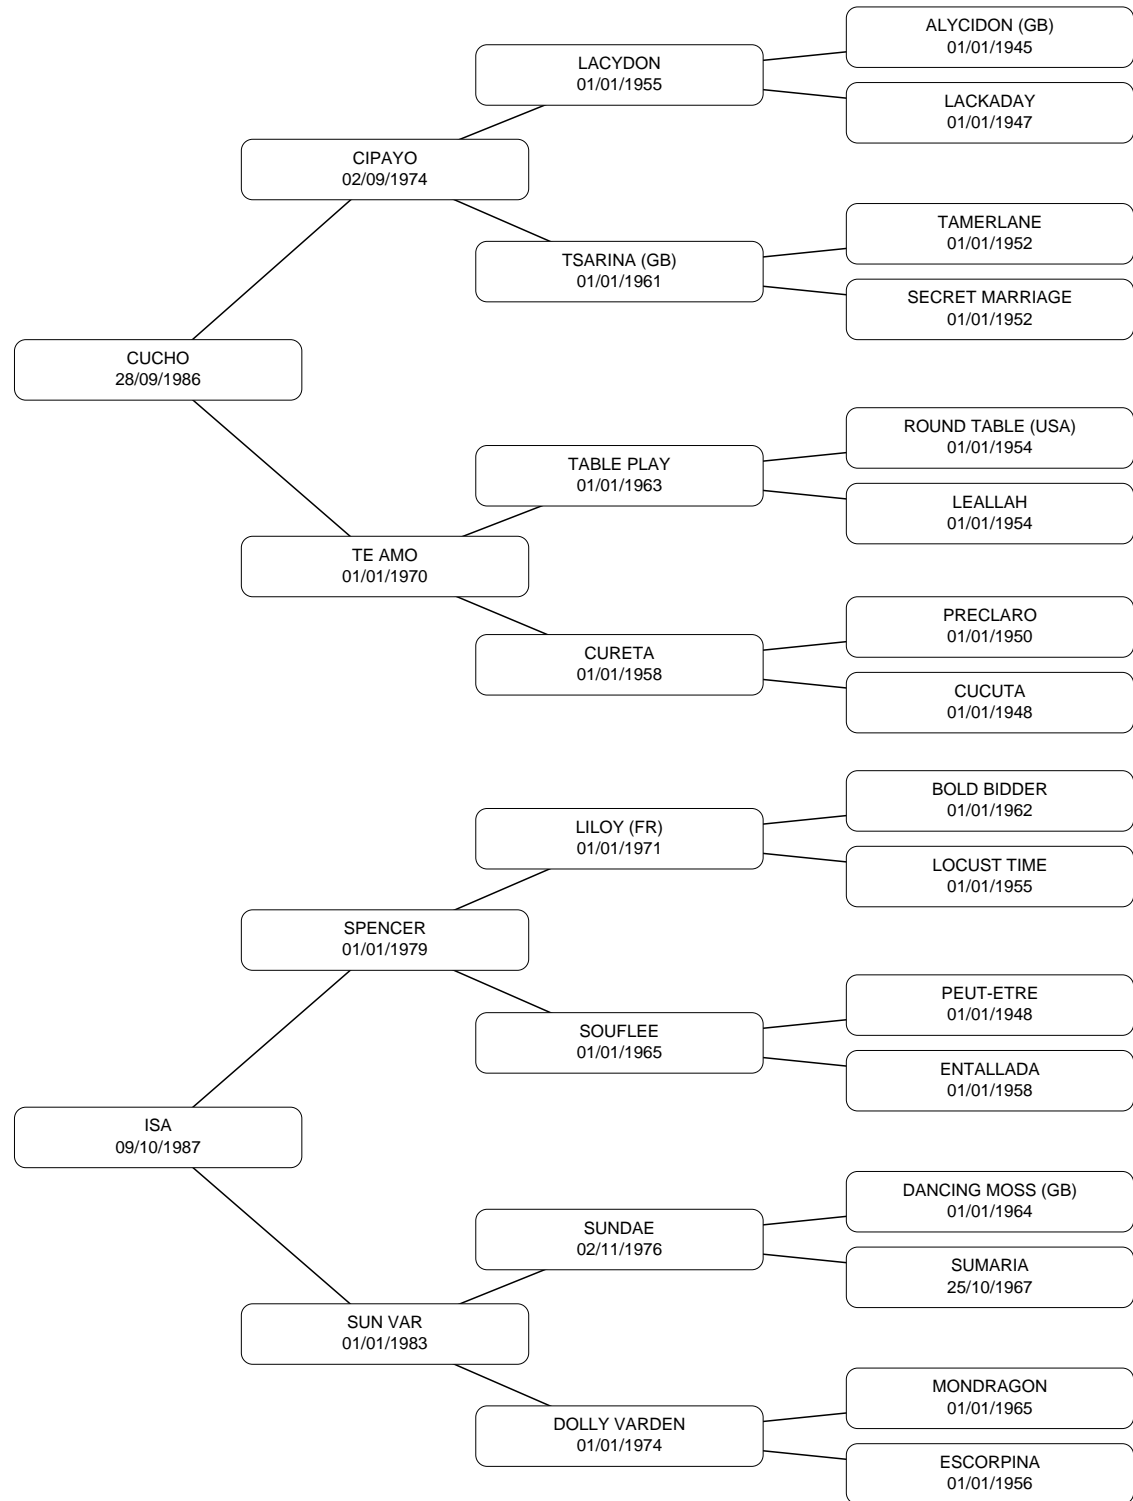 ALYCIDON (GB)
01/01/1945
LACYDON
01/01/1955
LACKADAY
01/01/1947
CIPAYO
02/09/1974
TAMERLANE
01/01/1952
TSARINA (GB)
01/01/1961
SECRET MARRIAGE
01/01/1952
CUCHO
28/09/1986
ROUND TABLE (USA)
01/01/1954
TABLE PLAY
01/01/1963
LEALLAH
01/01/1954
TE AMO
01/01/1970
PRECLARO
01/01/1950
CURETA
01/01/1958
CUCUTA
01/01/1948
BOLD BIDDER
01/01/1962
LILOY (FR)
01/01/1971
LOCUST TIME
01/01/1955
SPENCER
01/01/1979
PEUT-ETRE
01/01/1948
SOUFLEE
01/01/1965
ENTALLADA
01/01/1958
ISA
09/10/1987
DANCING MOSS (GB)
01/01/1964
SUNDAE
02/11/1976
SUMARIA
25/10/1967
SUN VAR
01/01/1983
MONDRAGON
01/01/1965
DOLLY VARDEN
01/01/1974
ESCORPINA
01/01/1956